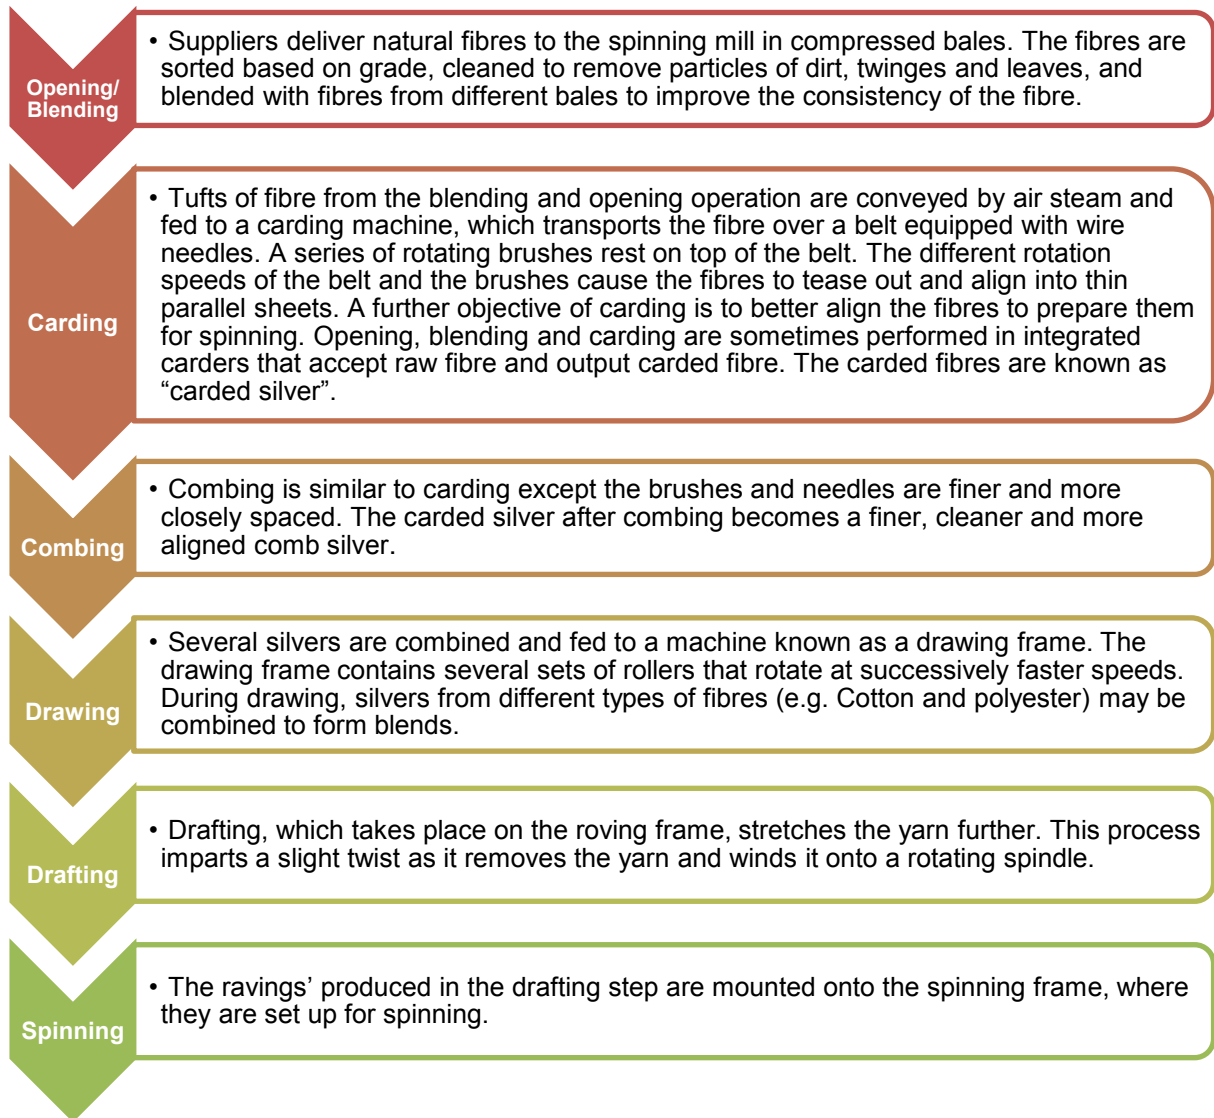 Opening/
Blending
• Suppliers deliver natural fibres to the spinning mill in compressed bales. The fibres are
sorted based on grade, cleaned to remove particles of dirt, twinges and leaves, and
blended with fibres from different bales to improve the consistency of the fibre.
Carding
• Tufts of fibre from the blending and opening operation are conveyed by air steam and
fed to a carding machine, which transports the fibre over a belt equipped with wire
needles. A series of rotating brushes rest on top of the belt. The different rotation
speeds of the belt and the brushes cause the fibres to tease out and align into thin
parallel sheets. A further objective of carding is to better align the fibres to prepare them
for spinning. Opening, blending and carding are sometimes performed in integrated
carders that accept raw fibre and output carded fibre. The carded fibres are known as
“carded silver”.
Combing
• Combing is similar to carding except the brushes and needles are finer and more
closely spaced. The carded silver after combing becomes a finer, cleaner and more
aligned comb silver.
Drawing
• Several silvers are combined and fed to a machine known as a drawing frame. The
drawing frame contains several sets of rollers that rotate at successively faster speeds.
During drawing, silvers from different types of fibres (e.g. Cotton and polyester) may be
combined to form blends.
Drafting
• Drafting, which takes place on the roving frame, stretches the yarn further. This process
imparts a slight twist as it removes the yarn and winds it onto a rotating spindle.
Spinning
• The ravings’ produced in the drafting step are mounted onto the spinning frame, where
they are set up for spinning.